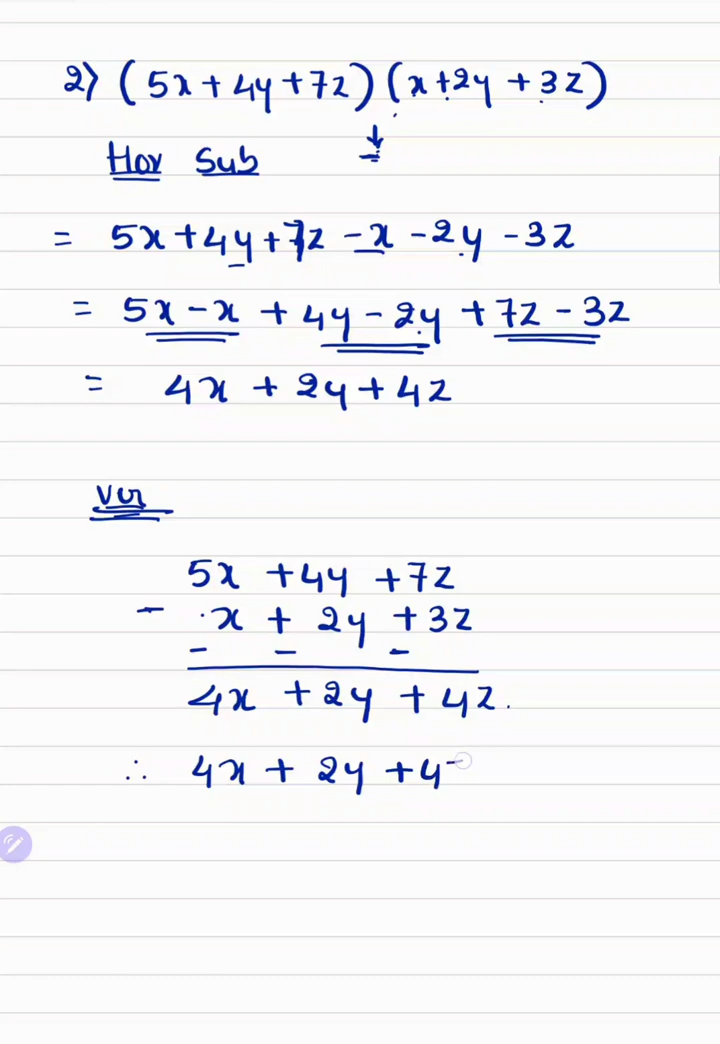 2) (5x + 4y + 7z) (x + 2y + 3z)
Hor Sub
= 5x + 4y + 7z - x - 2y - 3z
= 5x - x + 4y - 2y + 7z - 3z
= 4x + 2y + 4z
Ver
5x + 4y + 7z
- x + 2y + 3z
- - -
4x + 2y + 4z.
∴ 4x + 2y + 4